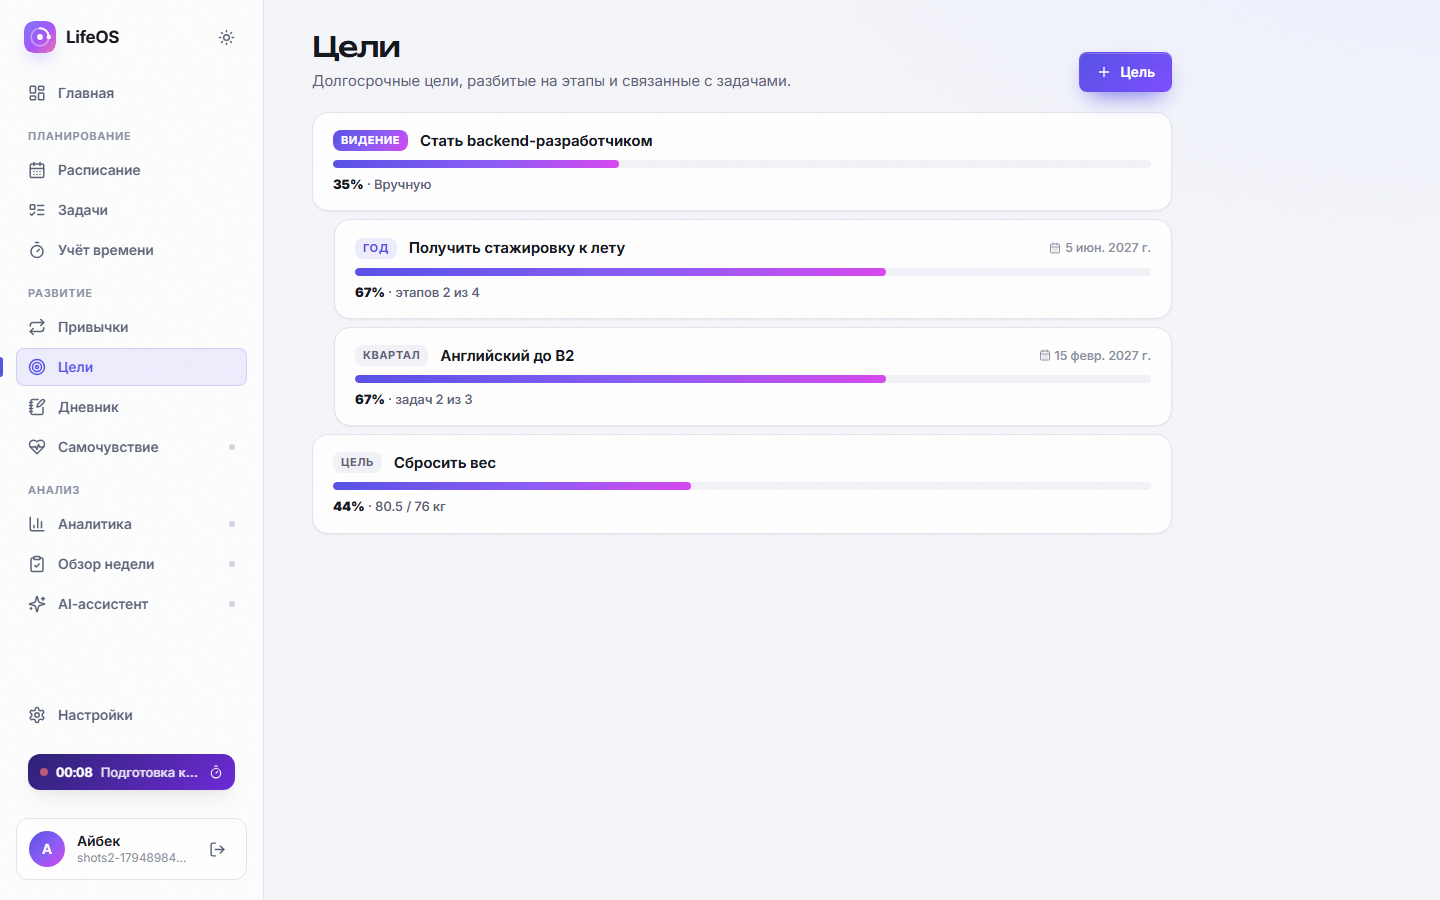 LifeOS
Главная
ПЛАНИРОВАНИЕ
Расписание
Задачи
Учёт времени
РАЗВИТИЕ
Привычки
Цели
Дневник
Самочувствие
АНАЛИЗ
Аналитика
Обзор недели
AI-ассистент
Настройки
00:08 Подготовка к...
А
Айбек
shots2-17948984...
Цели
Долгосрочные цели, разбитые на этапы и связанные с задачами.
+ Цель
ВИДЕНИЕ Стать backend-разработчиком
35% · Вручную
ГОД Получить стажировку к лету 5 июн. 2027 г.
67% · этапов 2 из 4
КВАРТАЛ Английский до B2 15 февр. 2027 г.
67% · задач 2 из 3
ЦЕЛЬ Сбросить вес
44% · 80.5 / 76 кг